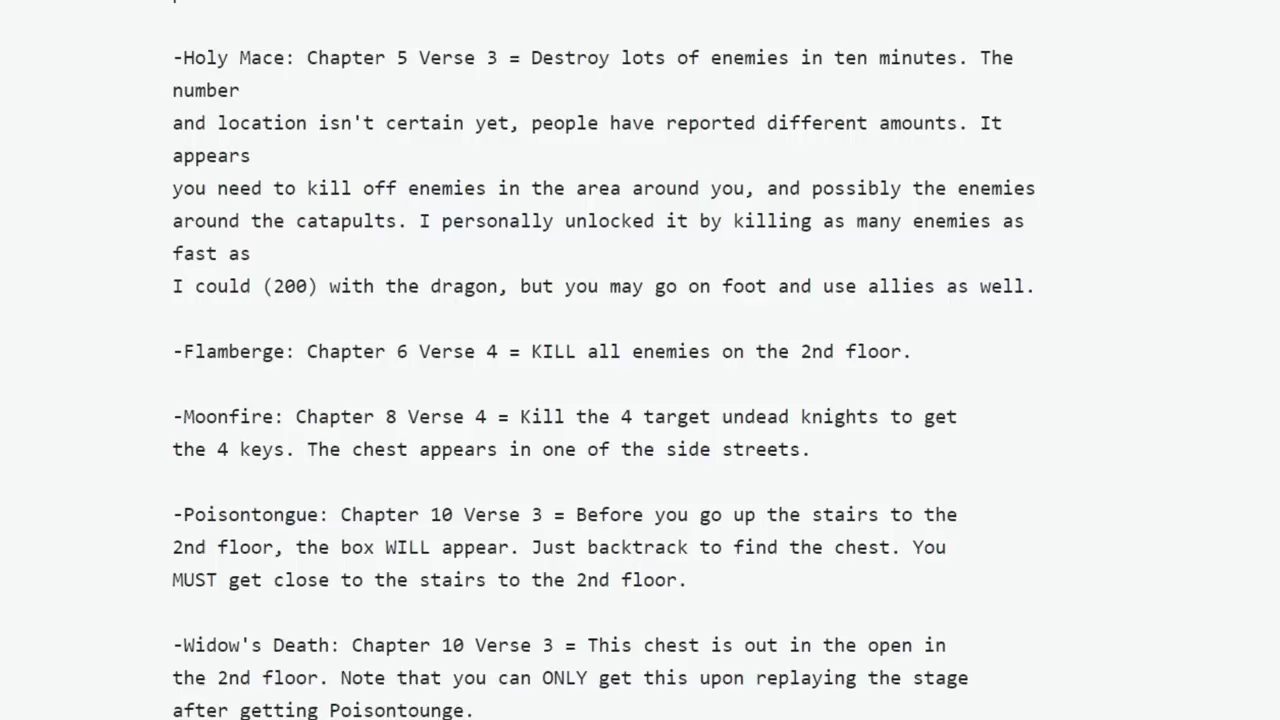 -Holy Mace: Chapter 5 Verse 3 = Destroy lots of enemies in ten minutes. The
number
and location isn't certain yet, people have reported different amounts. It
appears
you need to kill off enemies in the area around you, and possibly the enemies
around the catapults. I personally unlocked it by killing as many enemies as
fast as
I could (200) with the dragon, but you may go on foot and use allies as well.
-Flamberge: Chapter 6 Verse 4 = KILL all enemies on the 2nd floor.
-Moonfire: Chapter 8 Verse 4 = Kill the 4 target undead knights to get
the 4 keys. The chest appears in one of the side streets.
-Poisontongue: Chapter 10 Verse 3 = Before you go up the stairs to the
2nd floor, the box WILL appear. Just backtrack to find the chest. You
MUST get close to the stairs to the 2nd floor.
-Widow's Death: Chapter 10 Verse 3 = This chest is out in the open in
the 2nd floor. Note that you can ONLY get this upon replaying the stage
after getting Poisontounge.